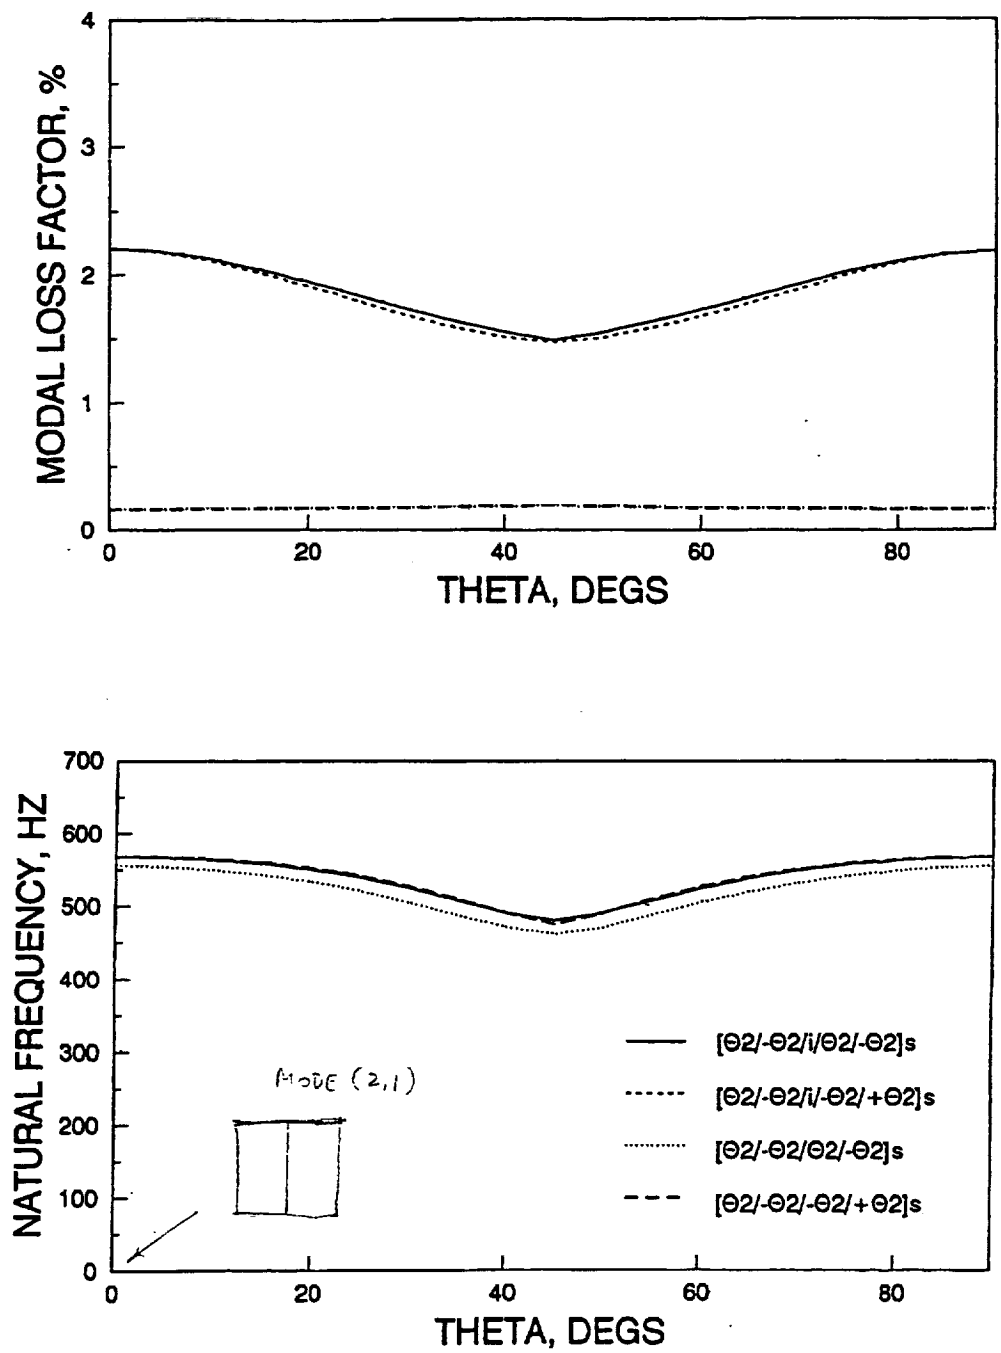 4
3
2
1
0
MODAL LOSS FACTOR, %
0 20 40 60 80
THETA, DEGS
700
600
500
400
300
200
100
0
NATURAL FREQUENCY, HZ
[Θ2/-Θ2/i/Θ2/-Θ2]s
[Θ2/-Θ2/i/-Θ2/+Θ2]s
[Θ2/-Θ2/Θ2/-Θ2]s
[Θ2/-Θ2/-Θ2/+Θ2]s
MODE (2,1)
0 20 40 60 80
THETA, DEGS